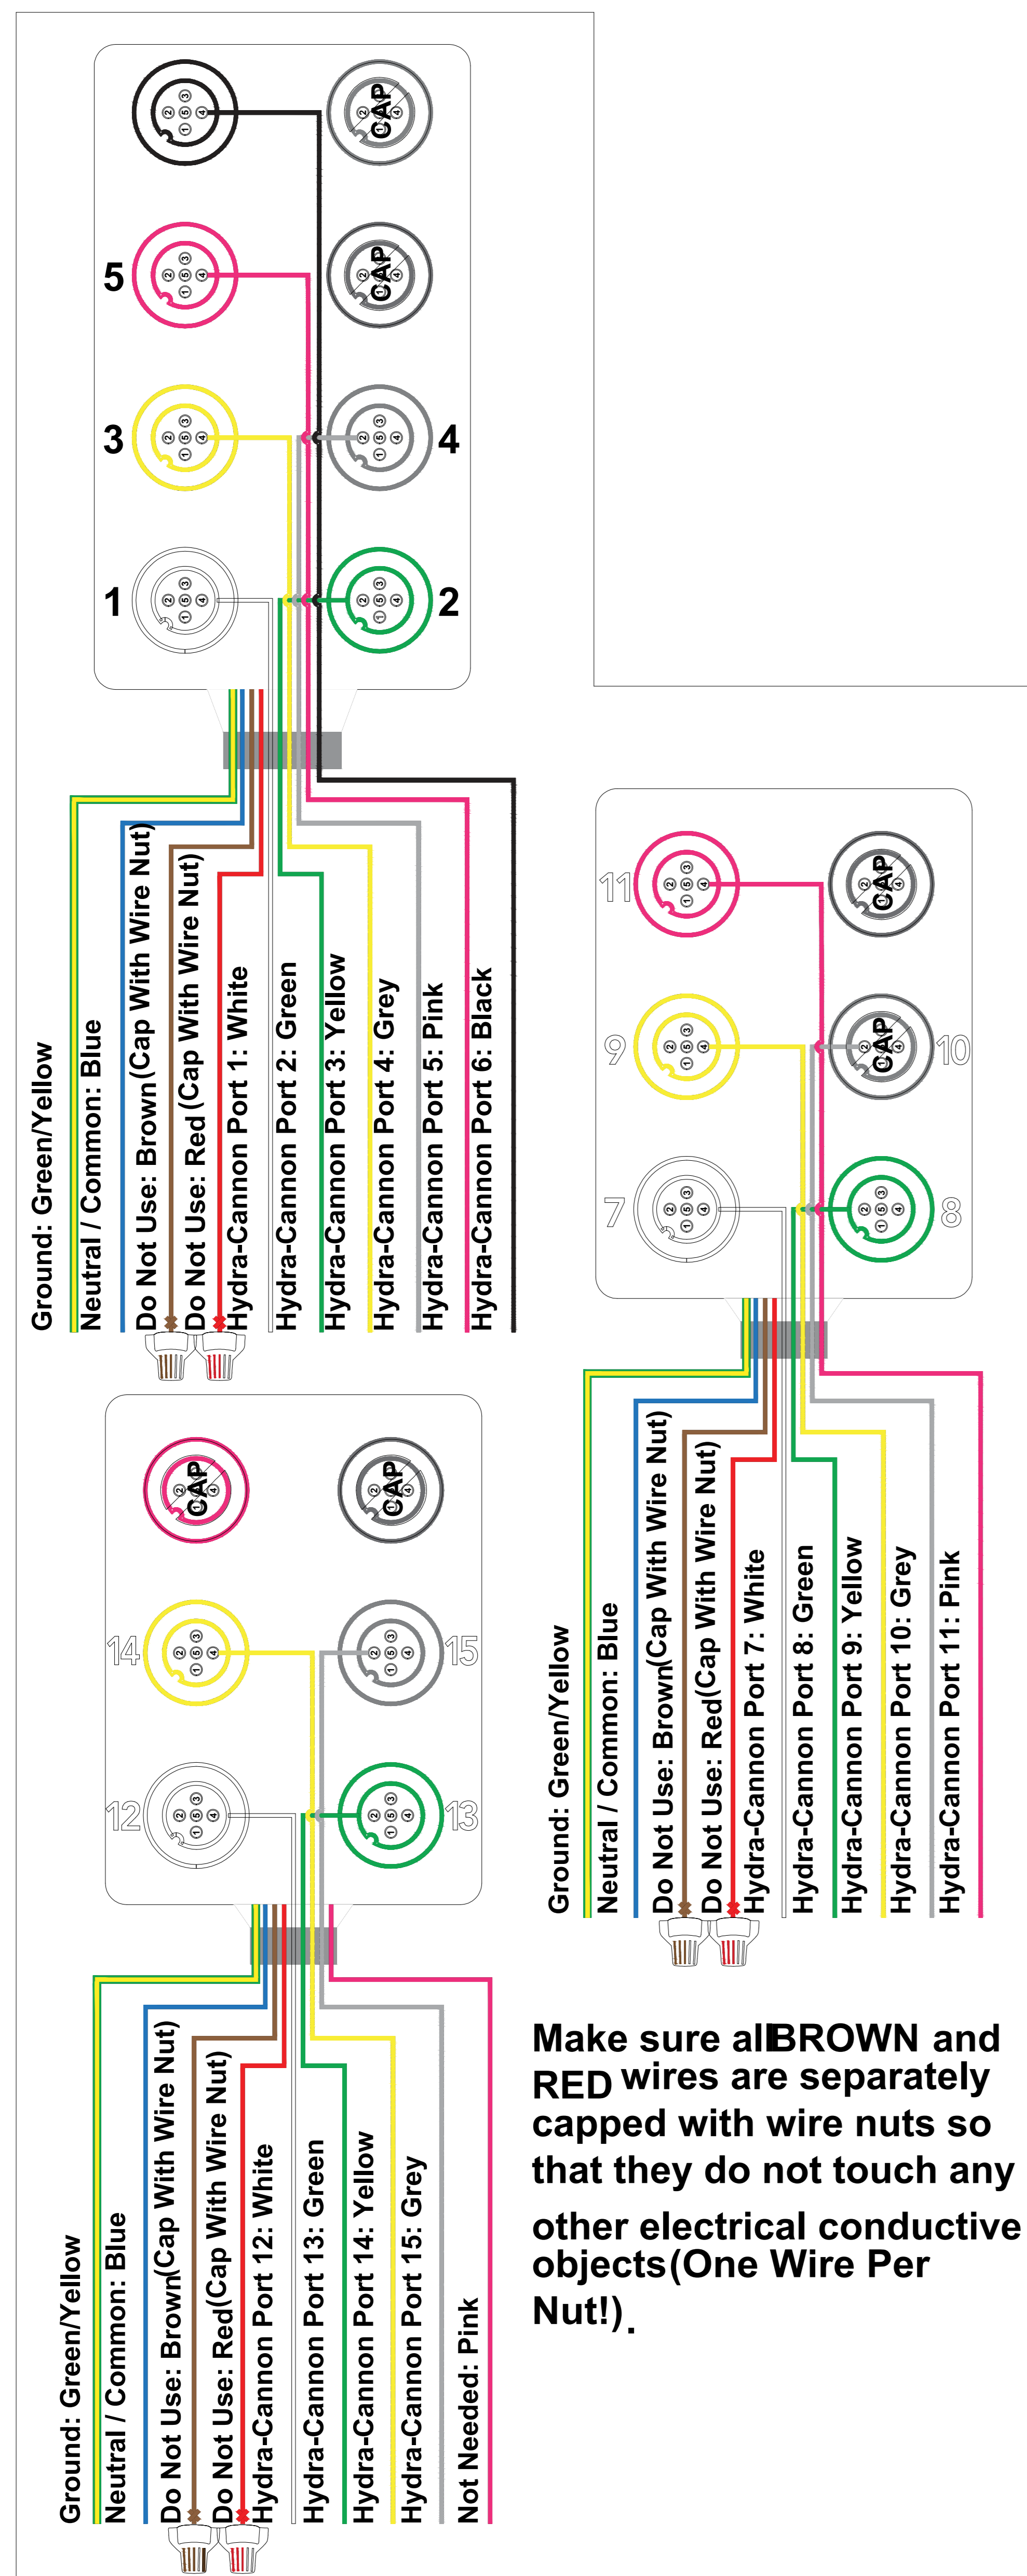 CAP
5
CAP
3
4
1
2
Ground: Green/Yellow
Neutral / Common: Blue
Do Not Use: Brown(Cap With Wire Nut)
Do Not Use: Red (Cap With Wire Nut)
Hydra-Cannon Port 1: White
Hydra-Cannon Port 2: Green
Hydra-Cannon Port 3: Yellow
Hydra-Cannon Port 4: Grey
Hydra-Cannon Port 5: Pink
Hydra-Cannon Port 6: Black
11
CAP
9
CAP
10
7
8
Ground: Green/Yellow
Neutral / Common: Blue
Do Not Use: Brown(Cap With Wire Nut)
Do Not Use: Red(Cap With Wire Nut)
Hydra-Cannon Port 7: White
Hydra-Cannon Port 8: Green
Hydra-Cannon Port 9: Yellow
Hydra-Cannon Port 10: Grey
Hydra-Cannon Port 11: Pink
CAP
CAP
14
15
12
13
Ground: Green/Yellow
Neutral / Common: Blue
Do Not Use: Brown(Cap With Wire Nut)
Do Not Use: Red(Cap With Wire Nut)
Hydra-Cannon Port 12: White
Hydra-Cannon Port 13: Green
Hydra-Cannon Port 14: Yellow
Hydra-Cannon Port 15: Grey
Not Needed: Pink
Make sure all BROWN and
RED wires are separately
capped with wire nuts so
that they do not touch any
other electrical conductive
objects(One Wire Per
Nut!).